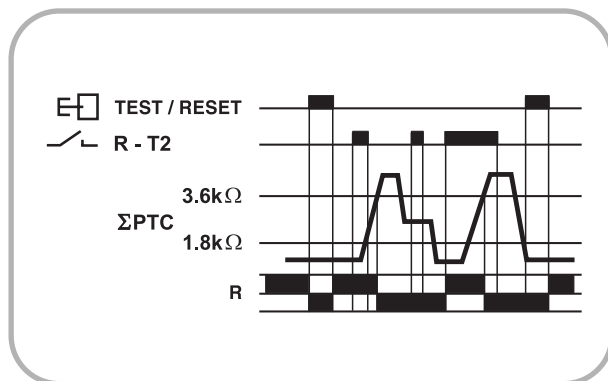 TEST / RESET
R - T2
3.6kΩ
ΣPTC
1.8kΩ
R